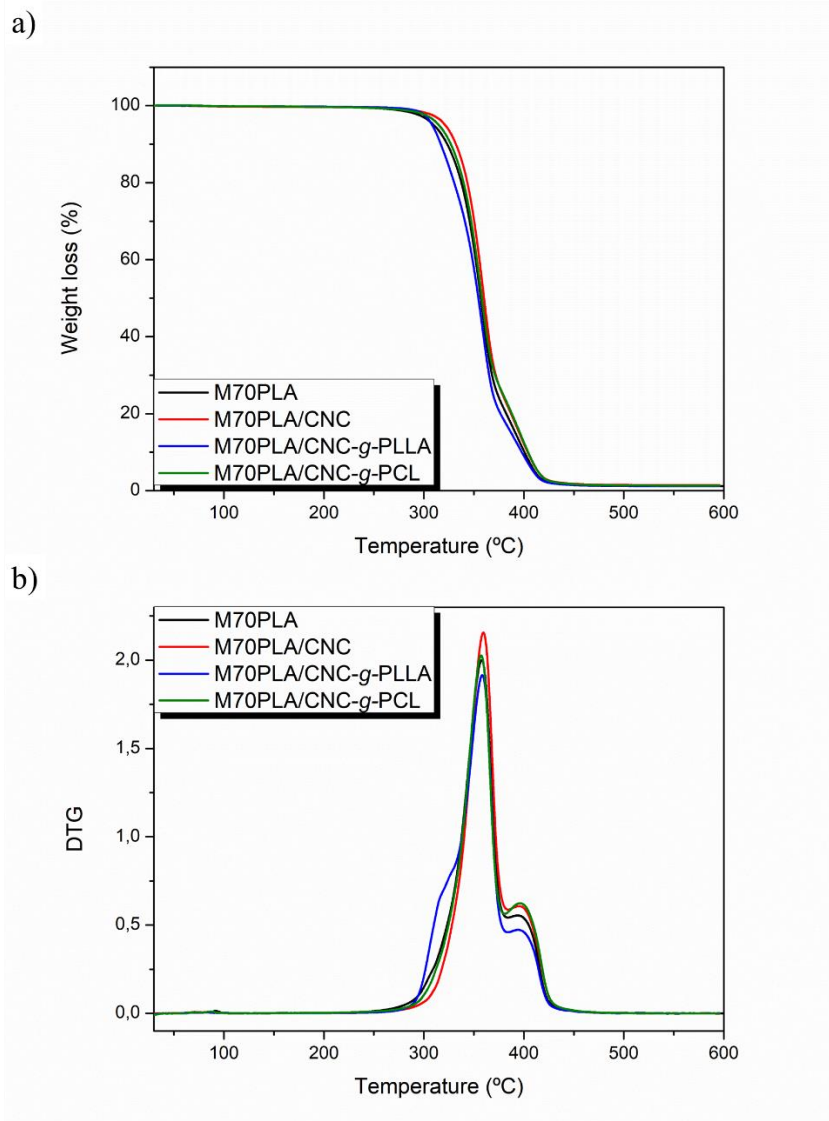 a)
100
80
60
40
20
0
Weight loss (%)
M70PLA
M70PLA/CNC
M70PLA/CNC-g-PLLA
M70PLA/CNC-g-PCL
100 200 300 400 500 600
Temperature (ºC)
b)
2,0
1,5
1,0
0,5
0,0
DTG
M70PLA
M70PLA/CNC
M70PLA/CNC-g-PLLA
M70PLA/CNC-g-PCL
100 200 300 400 500 600
Temperature (ºC)